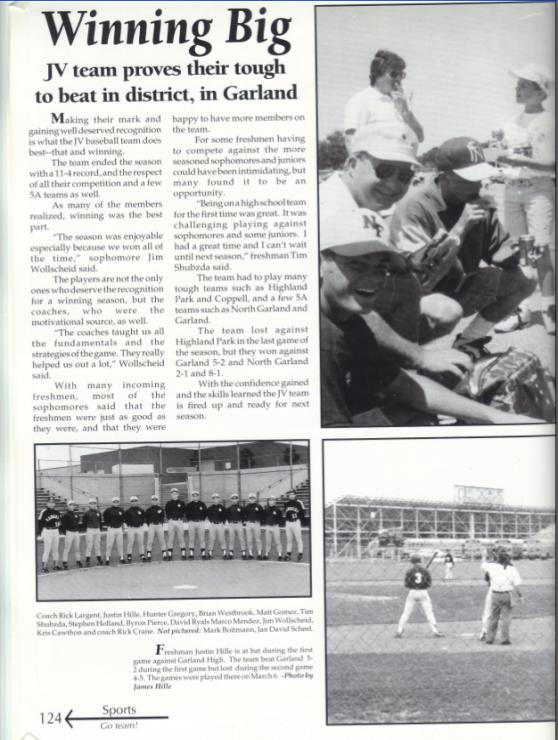 Winning Big
JV team proves their tough
to beat in district, in Garland
Making their mark and
gaining well deserved recognition
is what the JV baseball team does
best--that and winning.
The team ended the season
with a 11-4 record, and the respect
of all their competition and a few
5A teams as well.
As many of the members
realized, winning was the best
part.
"The season was enjoyable
especially because we won all of
the time," sophomore Jim
Wollscheid said.
The players are not the only
ones who deserve the recognition
for a winning season, but the
coaches, who were the
motivational source, as well.
"The coaches taught us all
the fundamentals and the
strategies of the game. They really
helped us out a lot," Wollscheid
said.
With many incoming
freshmen, most of the
sophomores said that the
freshmen were just as good as
they were, and that they were
happy to have more members on
the team.
For some freshmen having
to compete against the more
seasoned sophomores and juniors
could have been intimidating, but
many found it to be an
opportunity.
"Being on a high school team
for the first time was great. It was
challenging playing against
sophomores and some juniors. I
had a great time and I can't wait
until next season," freshman Tim
Shubzda said.
The team had to play many
tough teams such as Highland
Park and Coppell, and a few 5A
teams such as North Garland and
Garland.
The team lost against
Highland Park in the last game of
the season, but they won against
Garland 5-2 and North Garland
2-1 and 8-1.
With the confidence gained
and the skills learned the JV team
is fired up and ready for next
season.
Coach Rick Largent, Justin Hille, Hunter Gregory, Brian Westbrook, Matt Gomez, Tim
Shubzda, Stephen Holland, Byron Pierce, David Ryals Marco Mendez, Jim Wollscheid,
Kris Cawthon and coach Rick Crane. Not pictured: Mark Boitmann, Jan David Scheel.
Freshman Justin Hille is at bat during the first
game against Garland High. The team beat Garland 5-
2 during the first game but lost during the second game
4-5. The games were played there on March 6. -Photo by
James Hille
3
124
Sports
Go team!